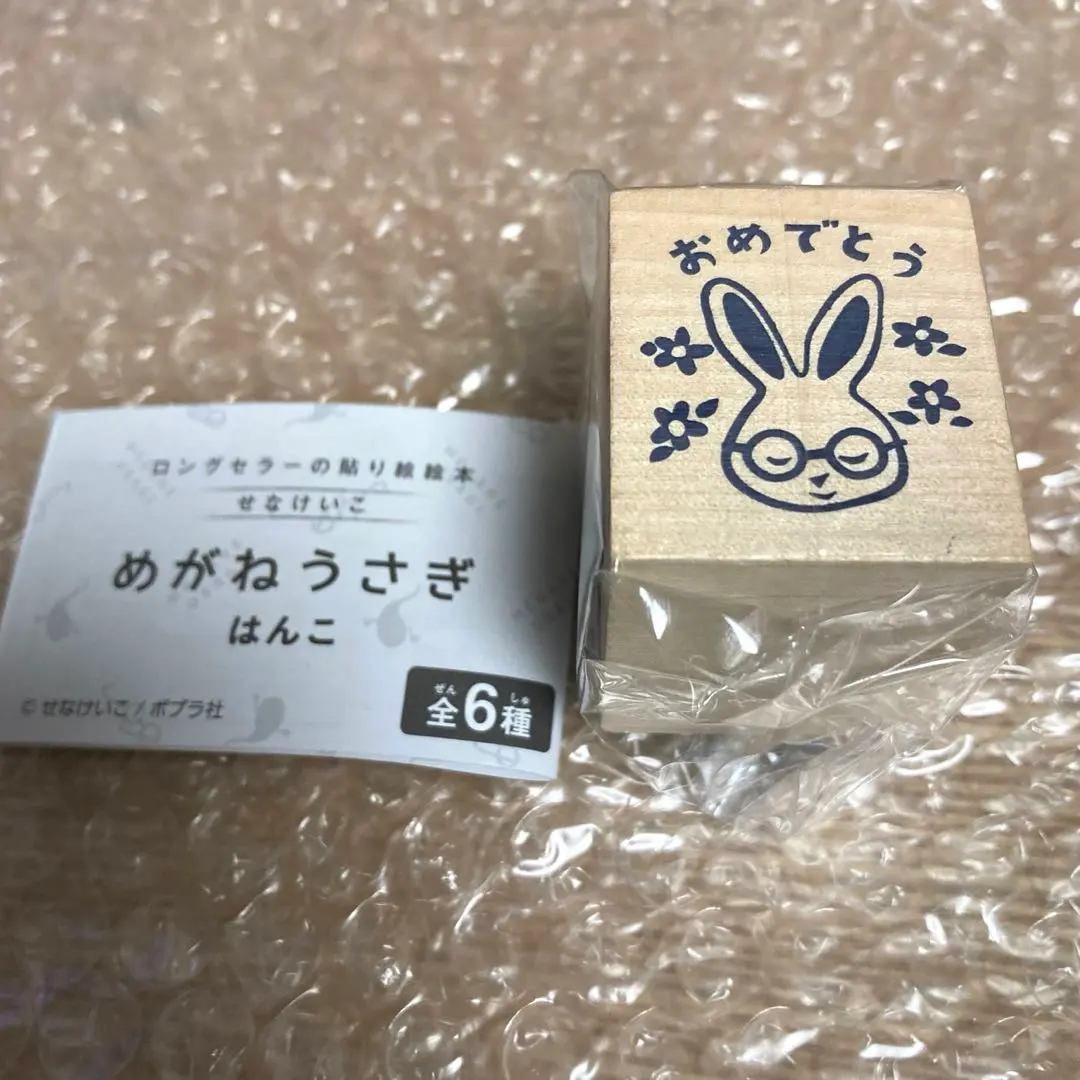 ロングセラーの貼り絵絵本
せなけいこ
めがねうさぎ
はんこ
© せなけいこ / ポプラ社
ぜん しゅ
全6種
おめでとう